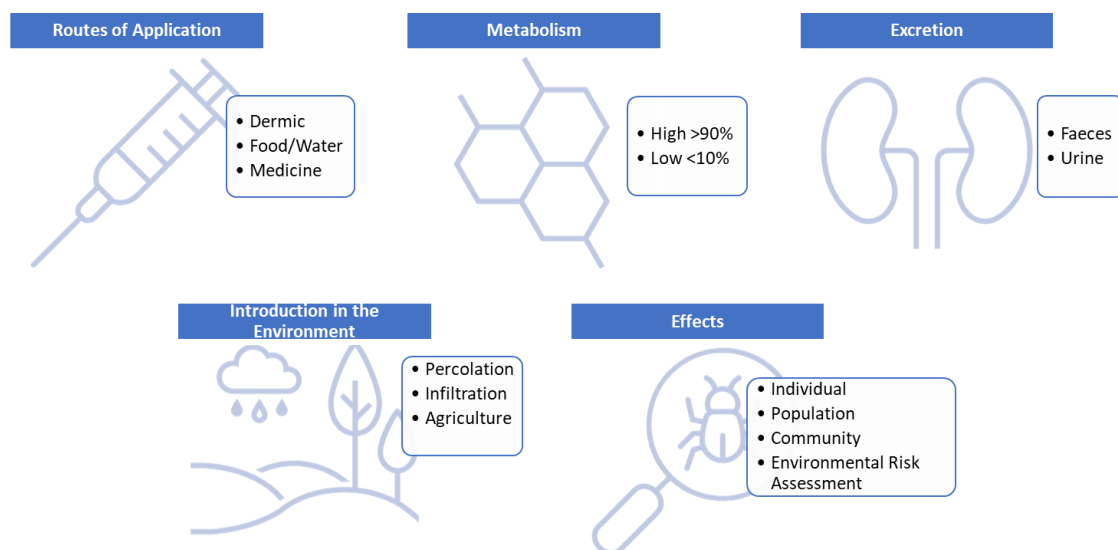 Routes of Application
• Dermic
• Food/Water
• Medicine
Metabolism
• High >90%
• Low <10%
Excretion
• Faeces
• Urine
Introduction in the
Environment
• Percolation
• Infiltration
• Agriculture
Effects
• Individual
• Population
• Community
• Environmental Risk
Assessment